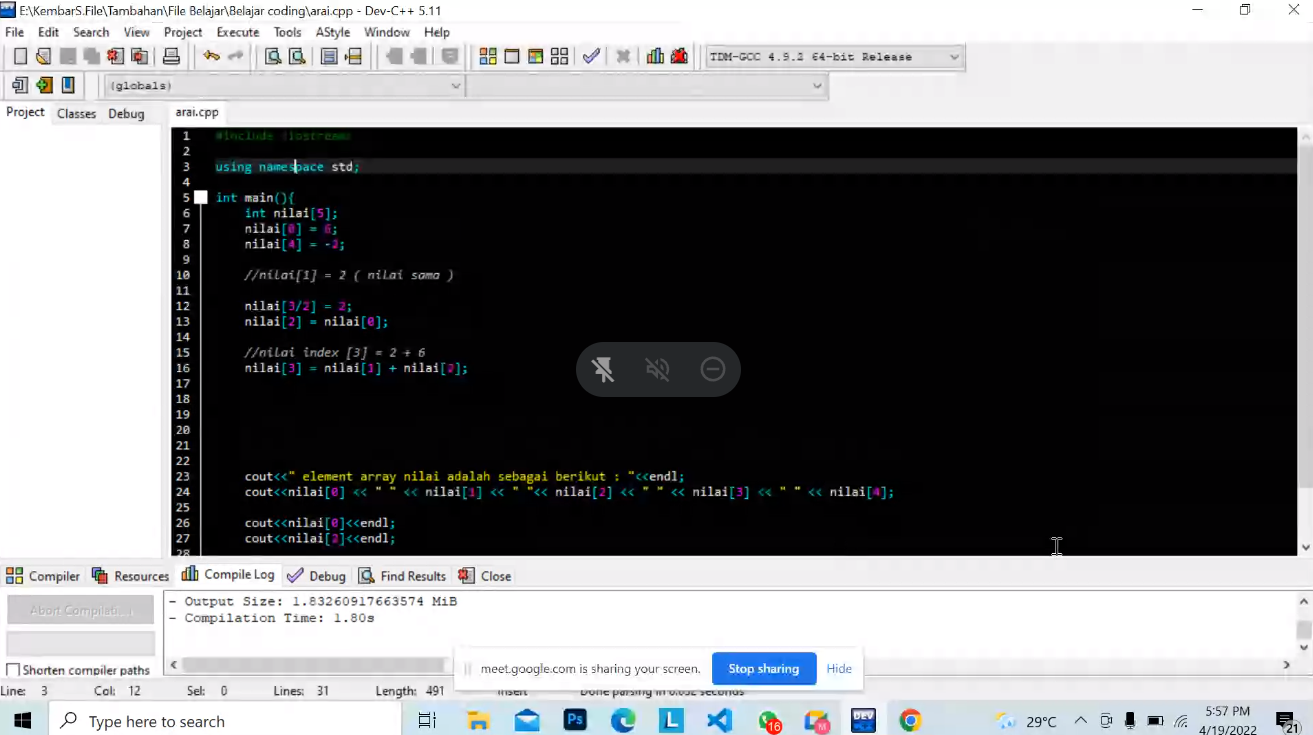 E:\KembarS.File\Tambahan\File Belajar\Belajar coding\arai.cpp - Dev-C++ 5.11
File Edit Search View Project Execute Tools AStyle Window Help
TDM-GCC 4.9.2 64-bit Release
(globals)
Project Classes Debug arai.cpp
1 #include <iostream>
2
3 using namespace std;
4
5 int main(){
6 int nilai[5];
7 nilai[0] = 6;
8 nilai[4] = -2;
9
10 //nilai[1] = 2 ( nilai sama )
11
12 nilai[3/2] = 2;
13 nilai[2] = nilai[0];
14
15 //nilai index [3] = 2 + 6
16 nilai[3] = nilai[1] + nilai[2];
17
18
19
20
21
22
23 cout<<" element array nilai adalah sebagai berikut : "<<endl;
24 cout<<nilai[0] << " " << nilai[1] << " "<< nilai[2] << " " << nilai[3] << " " << nilai[4];
25
26 cout<<nilai[0]<<endl;
27 cout<<nilai[2]<<endl;
28
Compiler Resources Compile Log Debug Find Results Close
Abort Compilati...
- Output Size: 1.83260917663574 MiB
- Compilation Time: 1.80s
Shorten compiler paths
meet.google.com is sharing your screen. Stop sharing Hide
Line: 3 Col: 12 Sel: 0 Lines: 31 Length: 491 Insert Done parsing in seconds
Type here to search
Ps
L
16
M
DEV
29°C
5:57 PM
4/19/2022
21